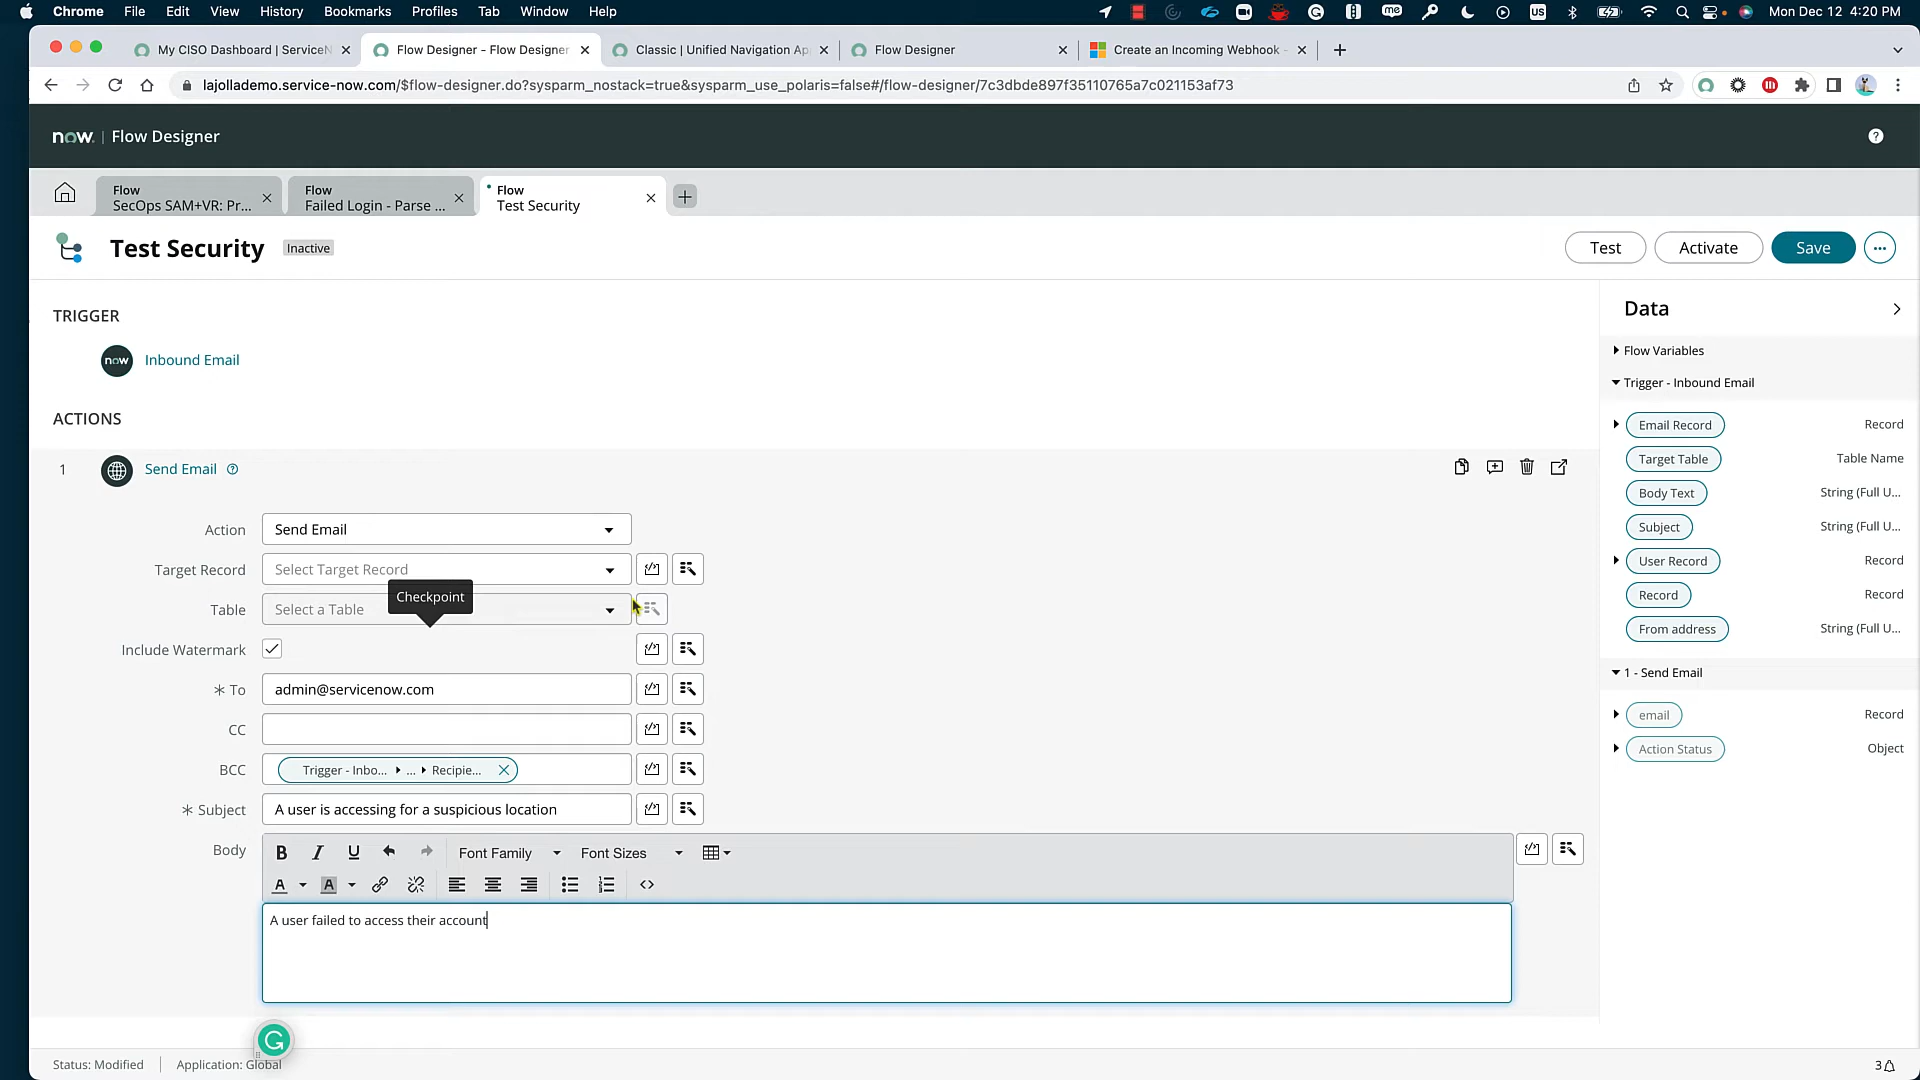 Chrome File Edit View History Bookmarks Profiles Tab Window Help
me US Mon Dec 12 4:20 PM
My CISO Dashboard | ServiceN
Flow Designer - Flow Designer
Classic | Unified Navigation Ap
Flow Designer
Create an Incoming Webhook -
lajollademo.service-now.com/$flow-designer.do?sysparm_nostack=true&sysparm_use_polaris=false#/flow-designer/7c3dbde897f35110765a7c021153af73
now. | Flow Designer
Flow
SecOps SAM+VR: Pr...
Flow
Failed Login - Parse ...
Flow
Test Security
Test Security Inactive
Test Activate Save
TRIGGER
now Inbound Email
ACTIONS
1 Send Email
Action Send Email
Target Record Select Target Record
Checkpoint
Table Select a Table
Include Watermark
* To admin@servicenow.com
CC
BCC Trigger - Inbo... ... Recipie...
* Subject A user is accessing for a suspicious location
Body B I U Font Family Font Sizes
A A
A user failed to access their account
G
Data
Flow Variables
Trigger - Inbound Email
Email Record Record
Target Table Table Name
Body Text String (Full U...
Subject String (Full U...
User Record Record
Record Record
From address String (Full U...
1 - Send Email
email Record
Action Status Object
Status: Modified | Application: Global
3